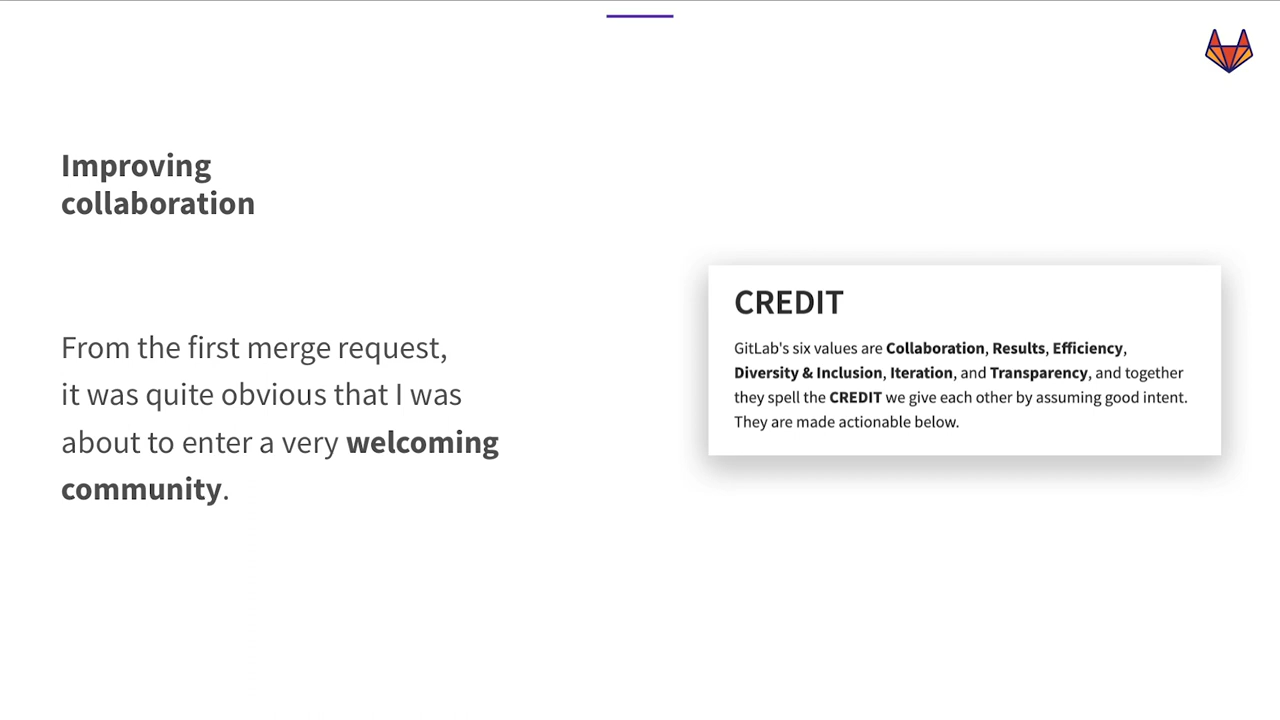 Improving
collaboration
From the first merge request,
it was quite obvious that I was
about to enter a very welcoming
community.
CREDIT
GitLab's six values are Collaboration, Results, Efficiency,
Diversity & Inclusion, Iteration, and Transparency, and together
they spell the CREDIT we give each other by assuming good intent.
They are made actionable below.